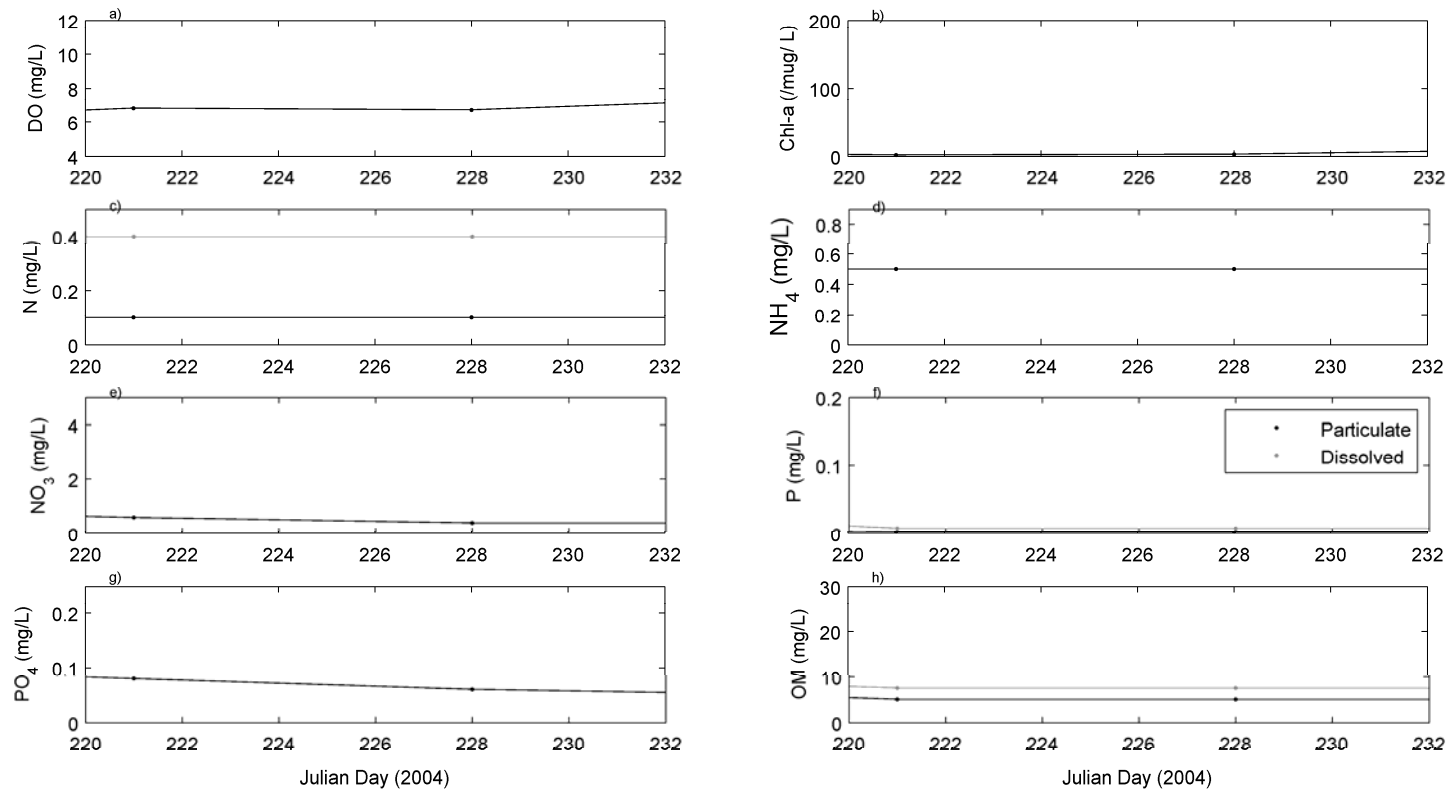 a)
DO (mg/L)
12
10
8
6
4
220 222 224 226 228 230 232
b)
Chl-a (/mug/ L)
200
100
0
220 222 224 226 228 230 232
c)
N (mg/L)
0.4
0.2
0
220 222 224 226 228 230 232
d)
NH4 (mg/L)
0.8
0.6
0.4
0.2
0
220 222 224 226 228 230 232
e)
NO3 (mg/L)
4
2
0
220 222 224 226 228 230 232
f)
P (mg/L)
0.2
0.1
0
Particulate
Dissolved
220 222 224 226 228 230 232
g)
PO4 (mg/L)
0.2
0.1
0
220 222 224 226 228 230 232
Julian Day (2004)
h)
OM (mg/L)
30
20
10
0
220 222 224 226 228 230 232
Julian Day (2004)